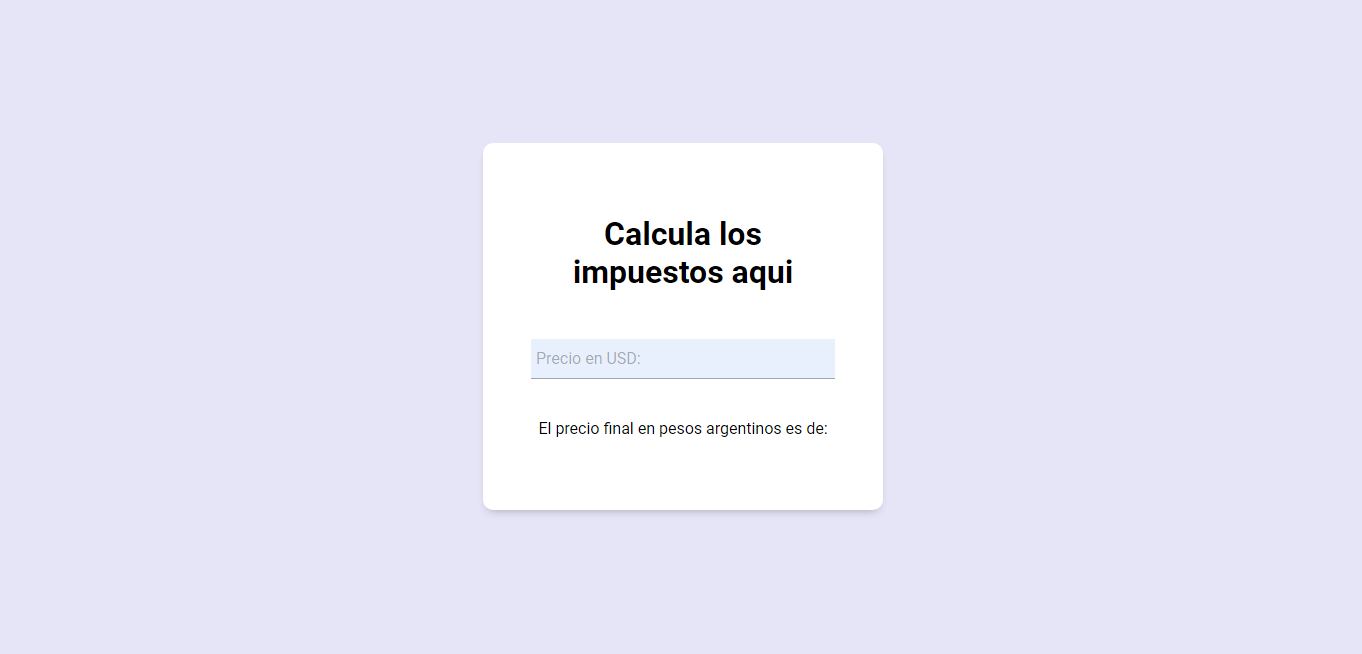 Calcula los
impuestos aqui
Precio en USD:
El precio final en pesos argentinos es de: